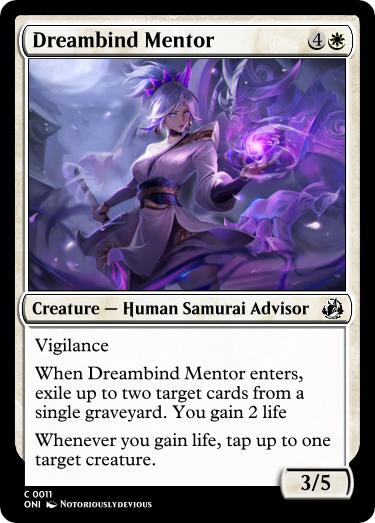 Dreambind Mentor 4
Creature — Human Samurai Advisor
Vigilance
When Dreambind Mentor enters,
exile up to two target cards from a
single graveyard. You gain 2 life
Whenever you gain life, tap up to one
target creature.
3/5
C 0011
ONI NOTORIOUSLYDEVIOUS